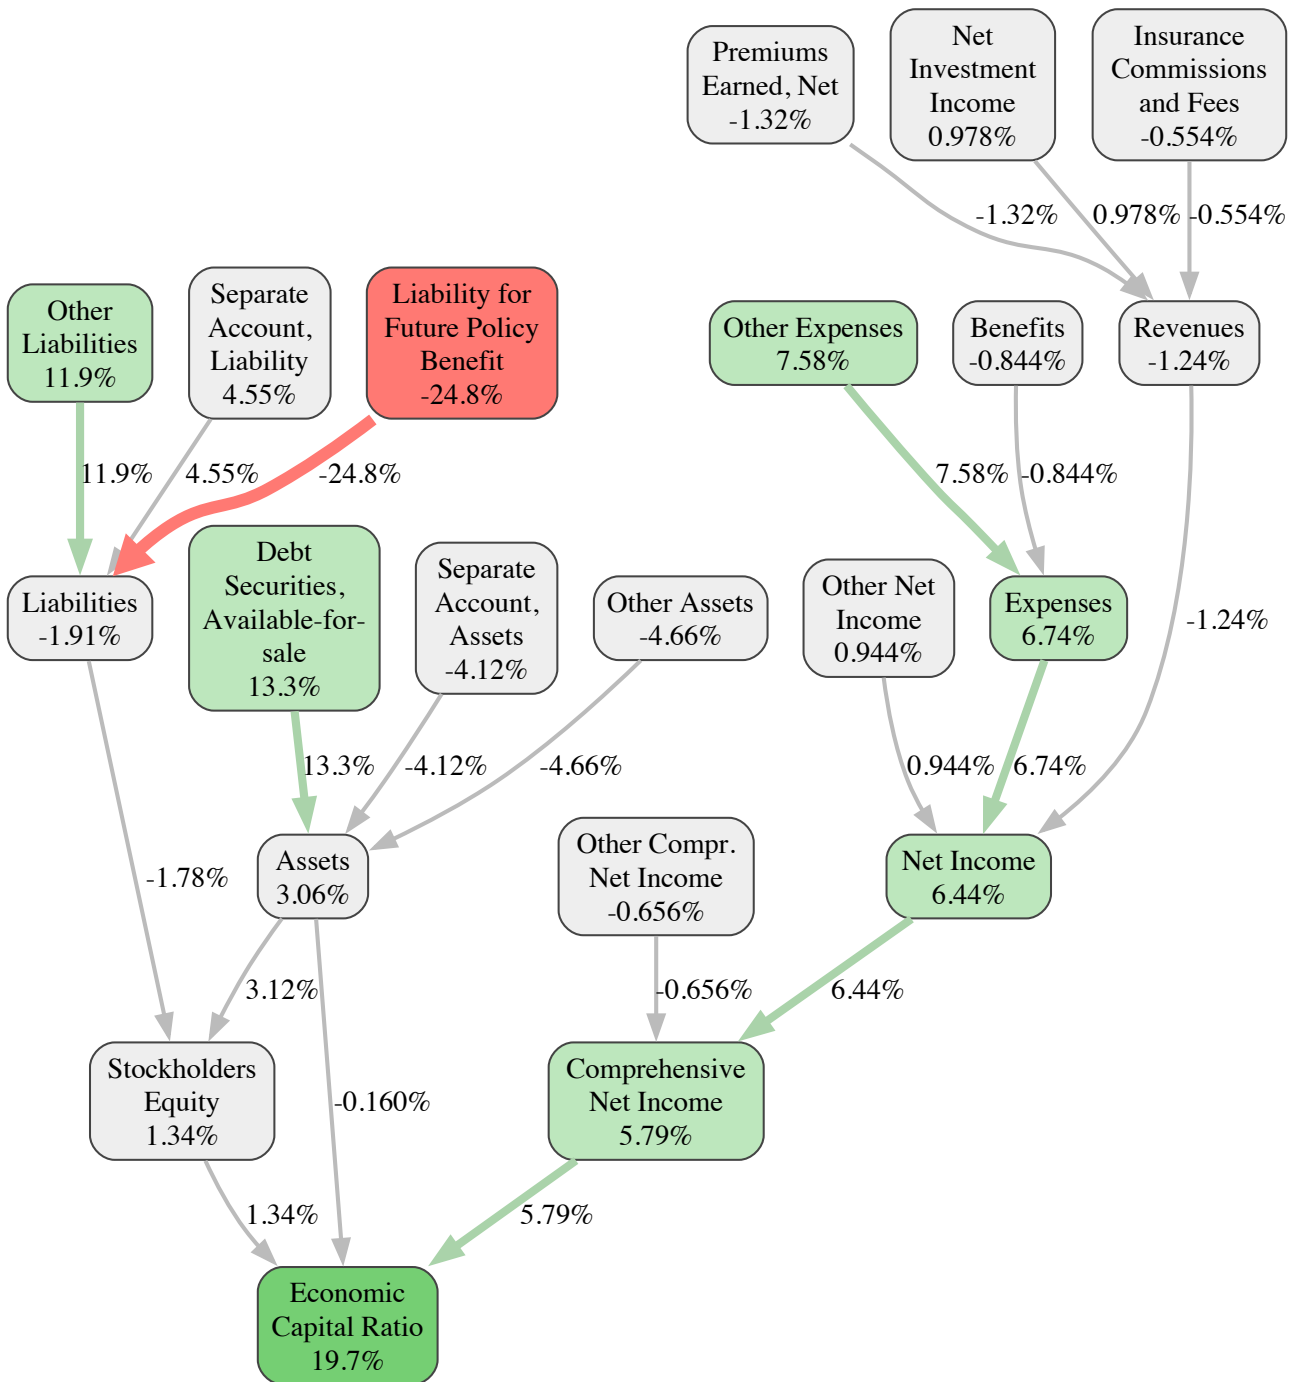 Premiums
Earned, Net
-1.32%
Net
Investment
Income
0.978%
Insurance
Commissions
and Fees
-0.554%
-1.32%
0.978%
-0.554%
Other
Liabilities
11.9%
Separate
Account,
Liability
4.55%
Liability for
Future Policy
Benefit
-24.8%
Other Expenses
7.58%
Benefits
-0.844%
Revenues
-1.24%
11.9%
4.55%
-24.8%
7.58%
-0.844%
Liabilities
-1.91%
Debt
Securities,
Available-for-
sale
13.3%
Separate
Account,
Assets
-4.12%
Other Assets
-4.66%
Other Net
Income
0.944%
Expenses
6.74%
-1.24%
13.3%
-4.12%
-4.66%
0.944%
6.74%
-1.78%
Assets
3.06%
Other Compr.
Net Income
-0.656%
Net Income
6.44%
3.12%
-0.656%
6.44%
Stockholders
Equity
1.34%
-0.160%
Comprehensive
Net Income
5.79%
1.34%
5.79%
Economic
Capital Ratio
19.7%